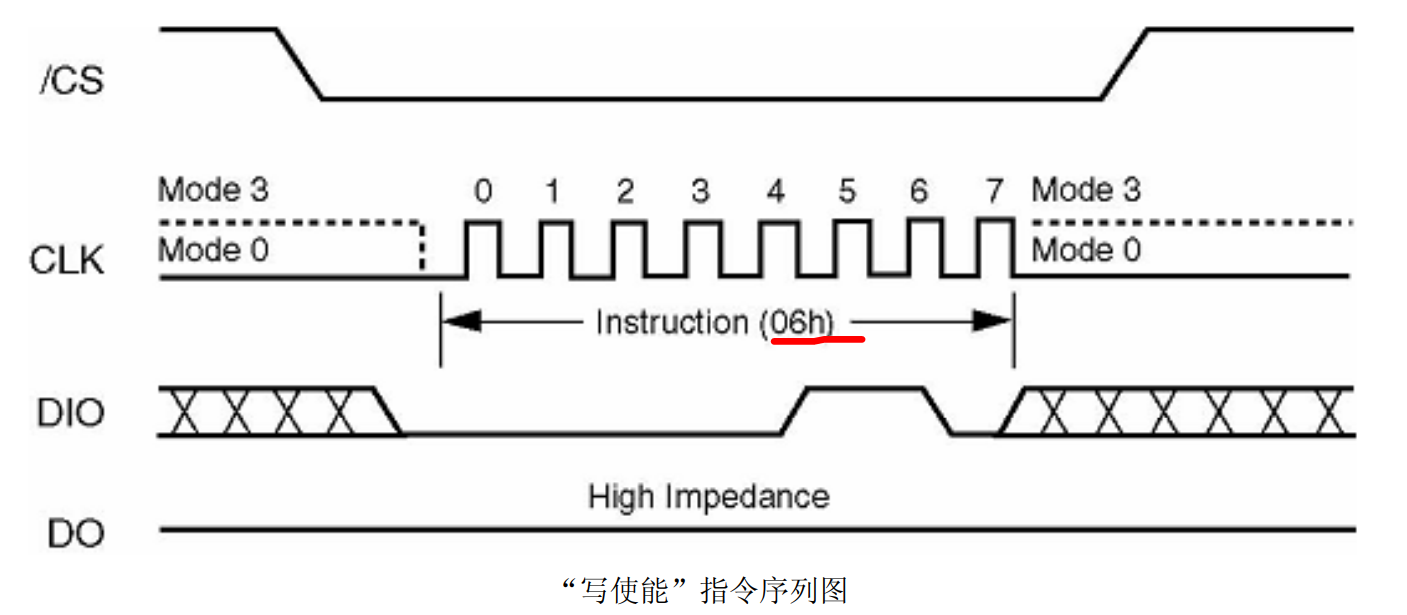 /CS
Mode 3 0 1 2 3 4 5 6 7 Mode 3
CLK Mode 0 Mode 0
Instruction (06h)
DIO
High Impedance
DO
“写使能”指令序列图